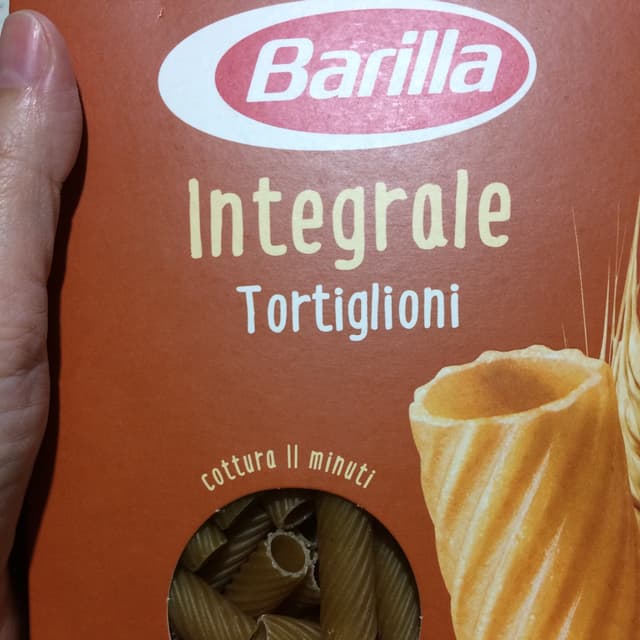 Barilla
Integrale
Tortiglioni
cottura 11 minuti